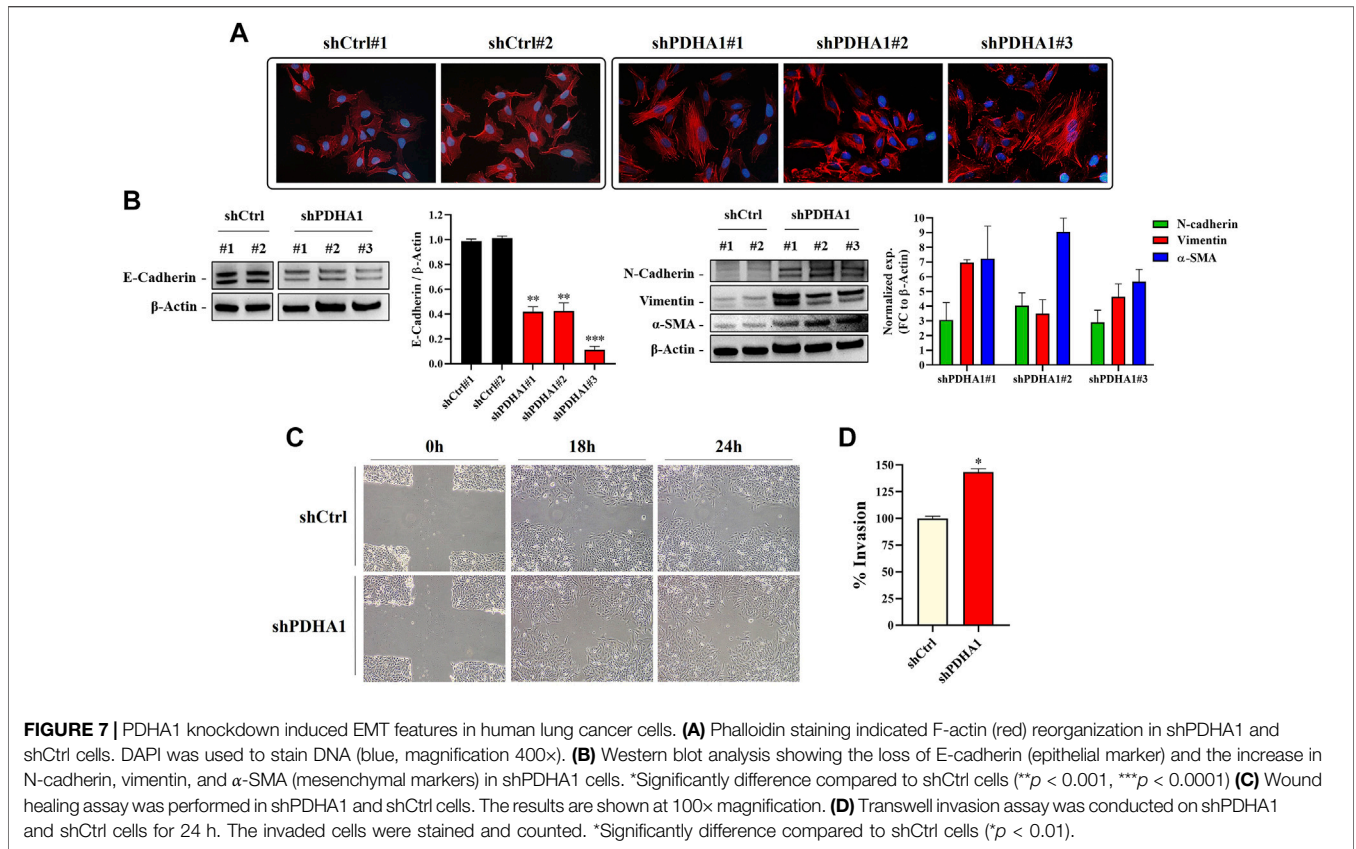 A
shCtrl#1 shCtrl#2 shPDHA1#1 shPDHA1#2 shPDHA1#3
B
shCtrl shPDHA1
#1 #2 #1 #2 #3
E-Cadherin -
β-Actin -
E-Cadherin / β-Actin
1.2
1.0
0.8
0.6
0.4
0.2
0.0
** ** ***
shCtrl#1 shCtrl#2 shPDHA1#1 shPDHA1#2 shPDHA1#3
shCtrl shPDHA1
#1 #2 #1 #2 #3
N-Cadherin -
Vimentin -
α-SMA -
β-Actin -
Normalized exp.
(FC to β-Actin)
10
9
8
7
6
5
4
3
2
1
0
shPDHA1#1 shPDHA1#2 shPDHA1#3
N-cadherin
Vimentin
α-SMA
C
0h 18h 24h
shCtrl
shPDHA1
D
% Invasion
150
125
100
75
50
25
0
*
shCtrl shPDHA1
FIGURE 7 | PDHA1 knockdown induced EMT features in human lung cancer cells. (A) Phalloidin staining indicated F-actin (red) reorganization in shPDHA1 and
shCtrl cells. DAPI was used to stain DNA (blue, magnification 400×). (B) Western blot analysis showing the loss of E-cadherin (epithelial marker) and the increase in
N-cadherin, vimentin, and α-SMA (mesenchymal markers) in shPDHA1 cells. *Significantly difference compared to shCtrl cells (**p < 0.001, ***p < 0.0001) (C) Wound
healing assay was performed in shPDHA1 and shCtrl cells. The results are shown at 100× magnification. (D) Transwell invasion assay was conducted on shPDHA1
and shCtrl cells for 24 h. The invaded cells were stained and counted. *Significantly difference compared to shCtrl cells (*p < 0.01).